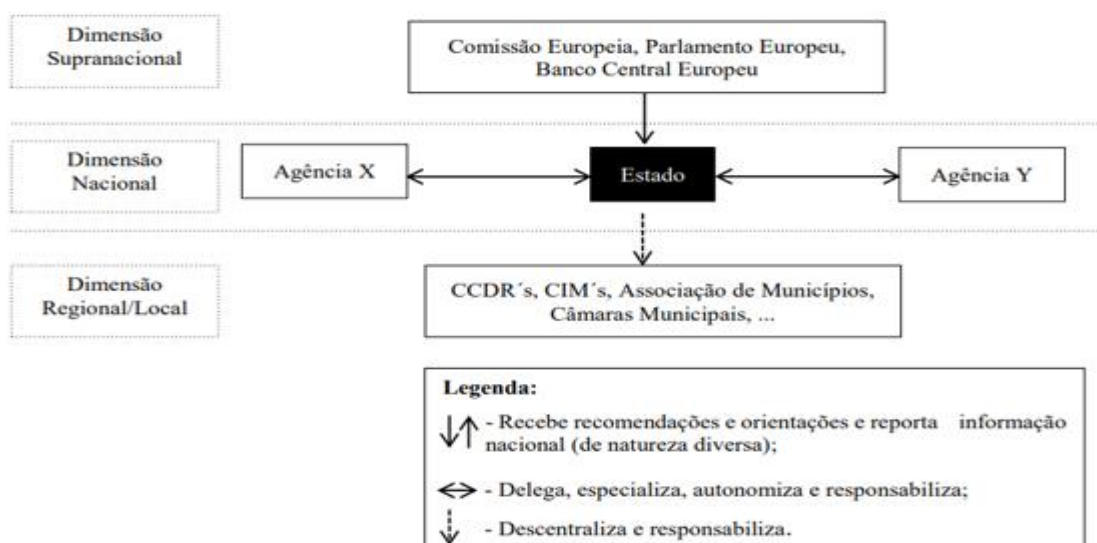 Dimensão
Supranacional
Comissão Europeia, Parlamento Europeu,
Banco Central Europeu
Dimensão
Nacional
Agência X
Estado
Agência Y
Dimensão
Regional/Local
CCDR´s, CIM´s, Associação de Municípios,
Câmaras Municipais, ...
Legenda:
- Recebe recomendações e orientações e reporta informação
nacional (de natureza diversa);
- Delega, especializa, autonomiza e responsabiliza;
- Descentraliza e responsabiliza.